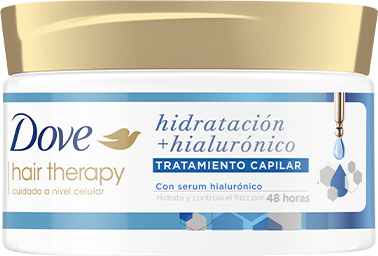 Dove
hair therapy
cuidado a nivel celular
hidratación
+hialurónico
TRATAMIENTO CAPILAR
Con serum hialurónico
Hidrata y controla el frizz por 48 horas